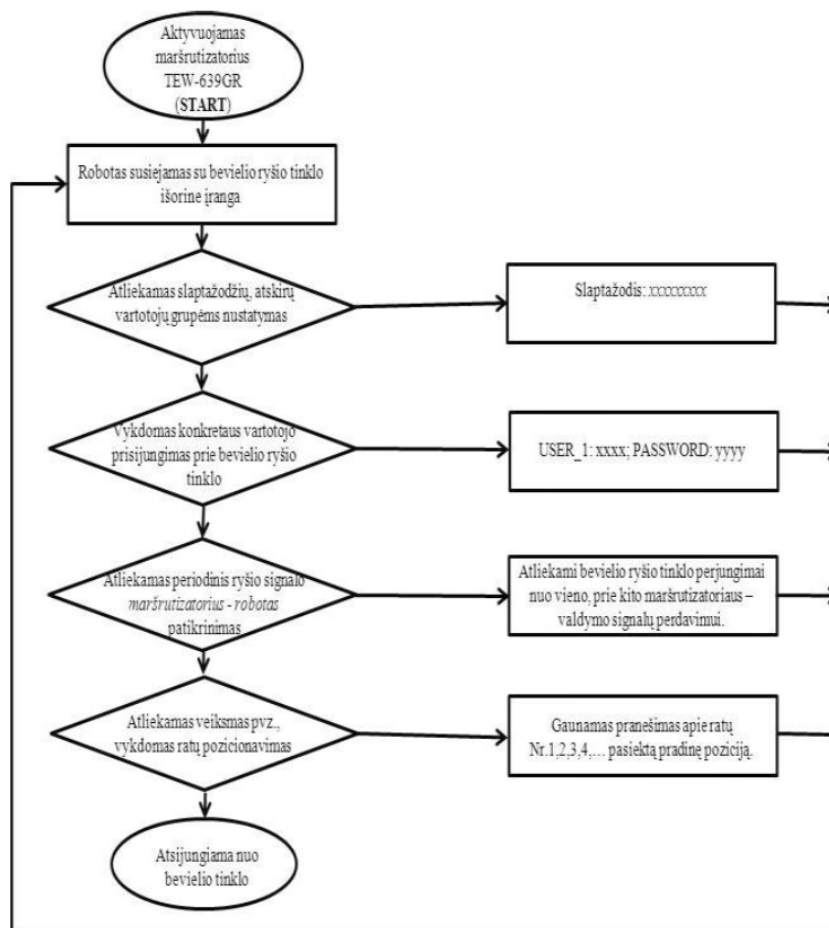 Aktyvuojamas
maršrutizatorius
TEW-639GR
(START)
Robotas susiejamas su bevielio ryšio tinklo
išorine įranga
Atliekamas slaptažodžių, atskirų
vartotojų grupėms nustatymas
Slaptažodis: xxxxxxxxx
Vykdomas konkretaus vartotojo
prisijungimas prie bevielio ryšio
tinklo
USER_1: xxxx; PASSWORD: yyyy
Atliekamas periodinis ryšio signalo
maršrutizatorius - robotas
patikrinimas
Atliekami bevielio ryšio tinklo perjungimai
nuo vieno, prie kito maršrutizatoriaus –
valdymo signalų perdavimui.
Atliekamas veiksmas pvz.,
vykdomas ratų pozicionavimas
Gaunamas pranešimas apie ratų
Nr.1,2,3,4,… pasiektą pradinę poziciją.
Atsijungiama nuo
bevielio tinklo